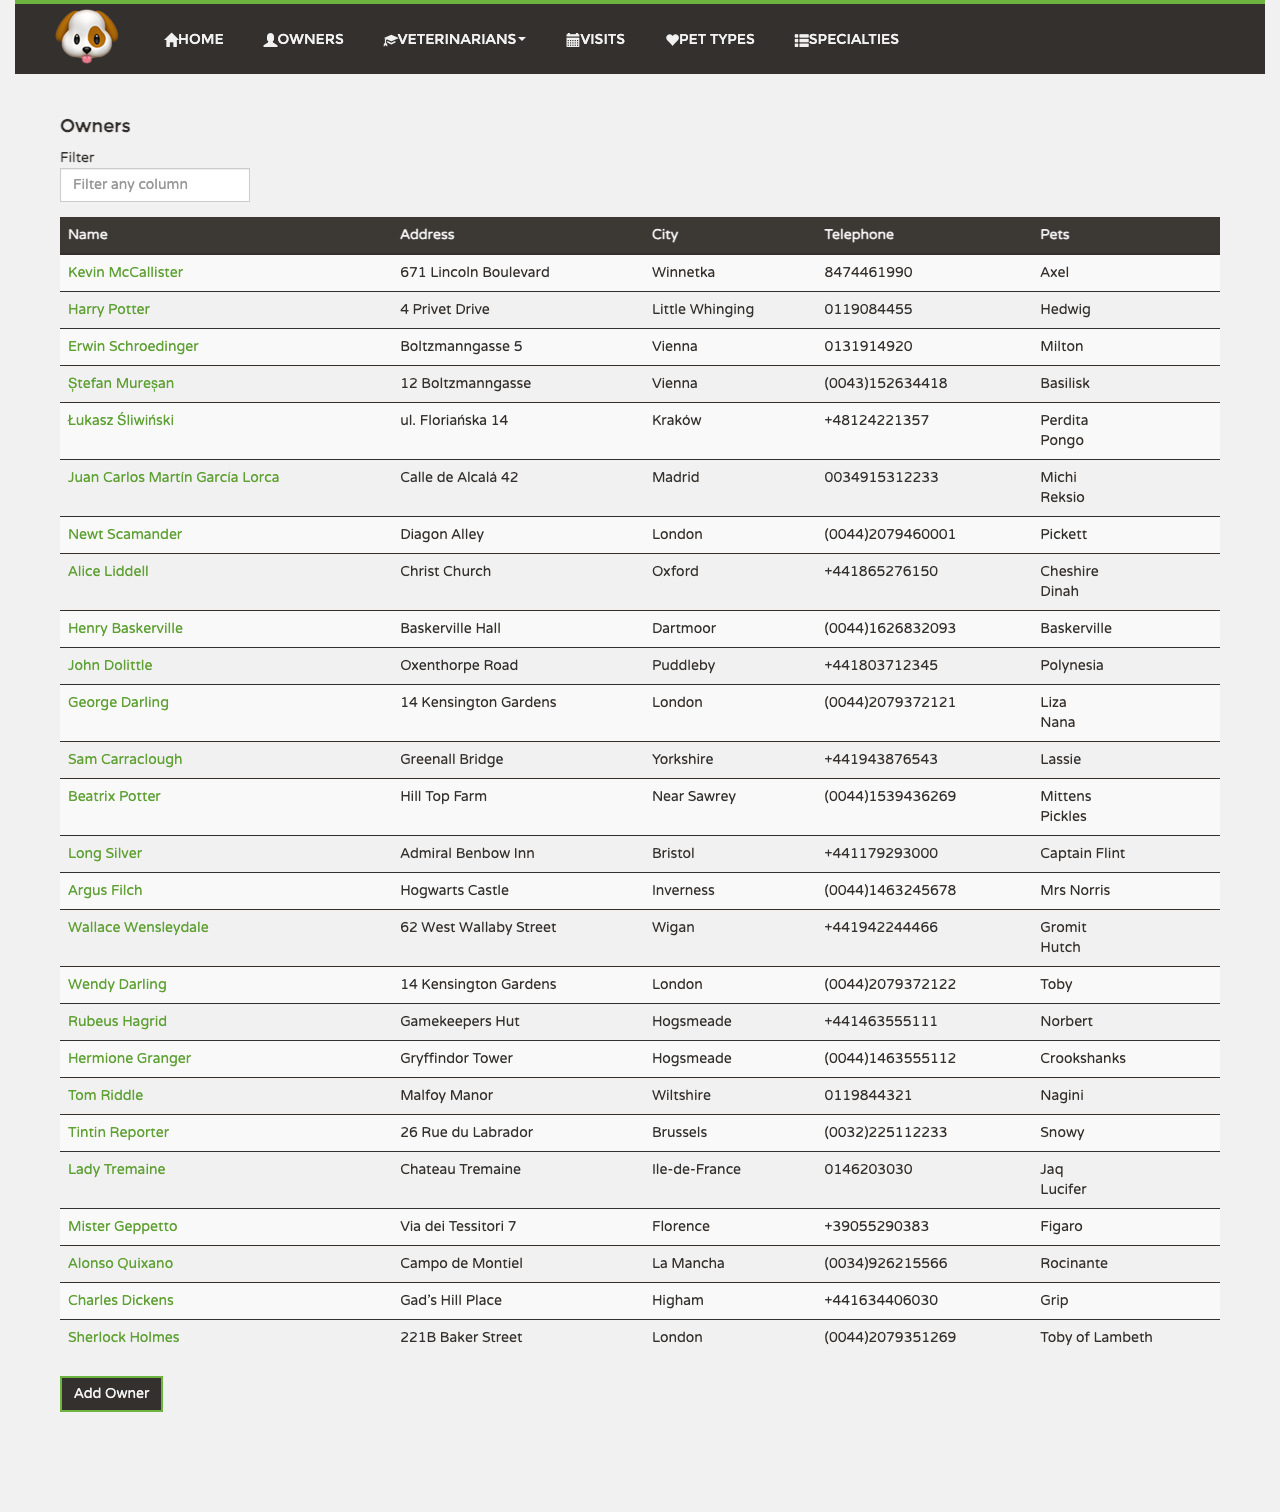 HOME OWNERS VETERINARIANS VISITS PET TYPES SPECIALTIES
Owners
Filter
Filter any column
Name Address City Telephone Pets
Kevin McCallister 671 Lincoln Boulevard Winnetka 8474461990 Axel
Harry Potter 4 Privet Drive Little Whinging 0119084455 Hedwig
Erwin Schroedinger Boltzmanngasse 5 Vienna 0131914920 Milton
Ștefan Mureșan 12 Boltzmanngasse Vienna (0043)152634418 Basilisk
Łukasz Śliwiński ul. Floriańska 14 Kraków +48124221357 Perdita
Pongo
Juan Carlos Martín García Lorca Calle de Alcalá 42 Madrid 0034915312233 Michi
Reksio
Newt Scamander Diagon Alley London (0044)2079460001 Pickett
Alice Liddell Christ Church Oxford +441865276150 Cheshire
Dinah
Henry Baskerville Baskerville Hall Dartmoor (0044)1626832093 Baskerville
John Dolittle Oxenthorpe Road Puddleby +441803712345 Polynesia
George Darling 14 Kensington Gardens London (0044)2079372121 Liza
Nana
Sam Carraclough Greenall Bridge Yorkshire +441943876543 Lassie
Beatrix Potter Hill Top Farm Near Sawrey (0044)1539436269 Mittens
Pickles
Long Silver Admiral Benbow Inn Bristol +441179293000 Captain Flint
Argus Filch Hogwarts Castle Inverness (0044)1463245678 Mrs Norris
Wallace Wensleydale 62 West Wallaby Street Wigan +441942244466 Gromit
Hutch
Wendy Darling 14 Kensington Gardens London (0044)2079372122 Toby
Rubeus Hagrid Gamekeepers Hut Hogsmeade +441463555111 Norbert
Hermione Granger Gryffindor Tower Hogsmeade (0044)1463555112 Crookshanks
Tom Riddle Malfoy Manor Wiltshire 0119844321 Nagini
Tintin Reporter 26 Rue du Labrador Brussels (0032)225112233 Snowy
Lady Tremaine Chateau Tremaine Ile-de-France 0146203030 Jaq
Lucifer
Mister Geppetto Via dei Tessitori 7 Florence +39055290383 Figaro
Alonso Quixano Campo de Montiel La Mancha (0034)926215566 Rocinante
Charles Dickens Gad's Hill Place Higham +441634406030 Grip
Sherlock Holmes 221B Baker Street London (0044)2079351269 Toby of Lambeth
Add Owner